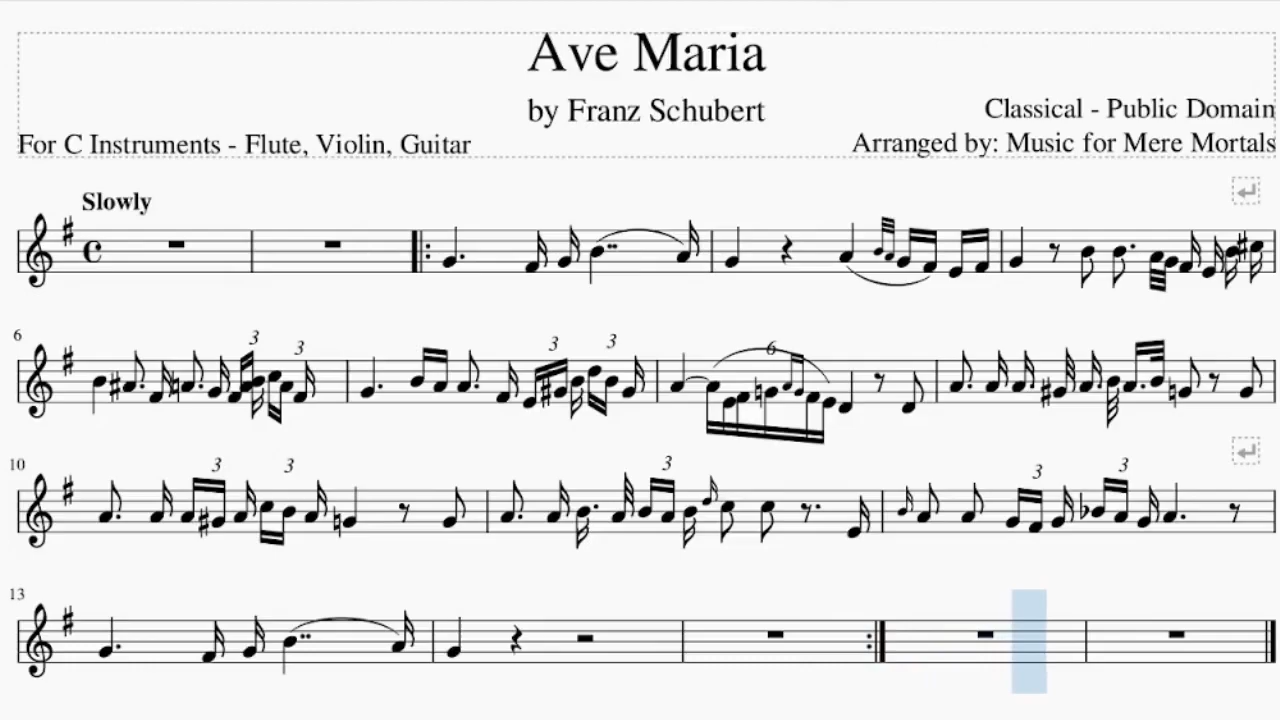 Ave Maria
by Franz Schubert
Classical - Public Domain
For C Instruments - Flute, Violin, Guitar
Arranged by: Music for Mere Mortals
Slowly
6
3
3
3
3
6
10
3
3
3
3
3
13